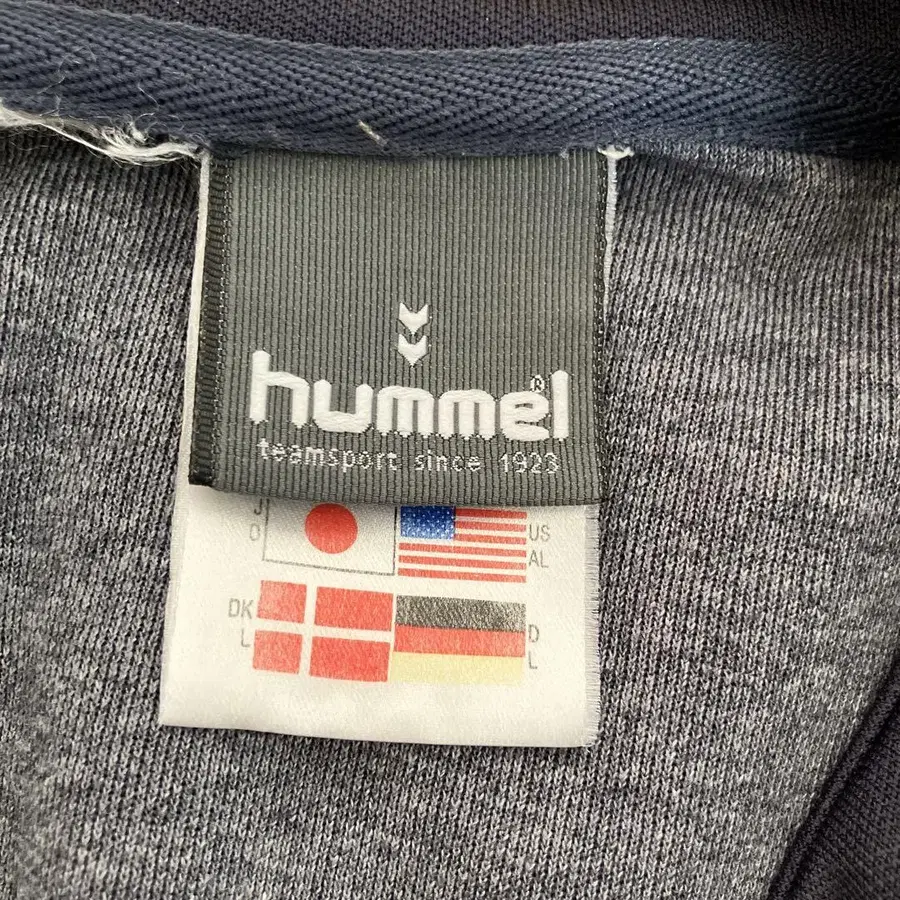 hummel®
teamsport since 1923
J US
O AL
DK D
L L